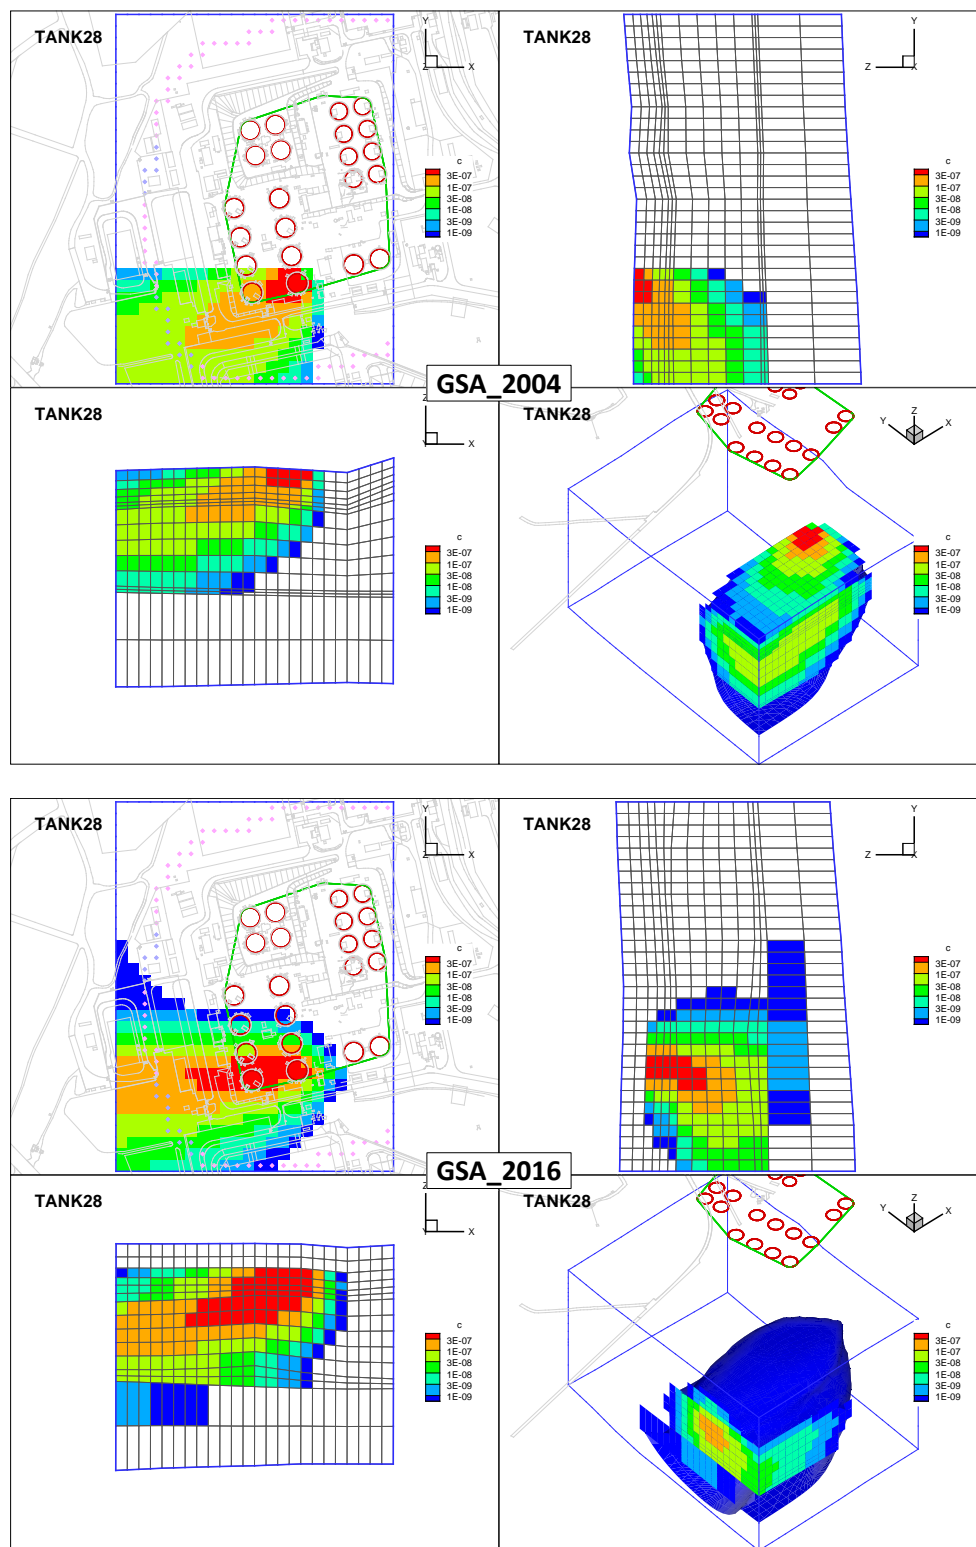 TANK28
Y
Z
X
c
3E-07
1E-07
3E-08
1E-08
3E-09
1E-09
TANK28
Y
Z
X
c
3E-07
1E-07
3E-08
1E-08
3E-09
1E-09
GSA_2004
TANK28
Z
Y
X
c
3E-07
1E-07
3E-08
1E-08
3E-09
1E-09
TANK28
Z
Y
X
c
3E-07
1E-07
3E-08
1E-08
3E-09
1E-09
TANK28
Y
Z
X
c
3E-07
1E-07
3E-08
1E-08
3E-09
1E-09
TANK28
Y
Z
X
c
3E-07
1E-07
3E-08
1E-08
3E-09
1E-09
GSA_2016
TANK28
Z
Y
X
c
3E-07
1E-07
3E-08
1E-08
3E-09
1E-09
TANK28
Z
Y
X
c
3E-07
1E-07
3E-08
1E-08
3E-09
1E-09